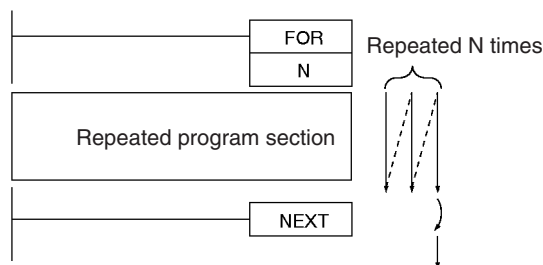 FOR
N
Repeated N times
Repeated program section
NEXT